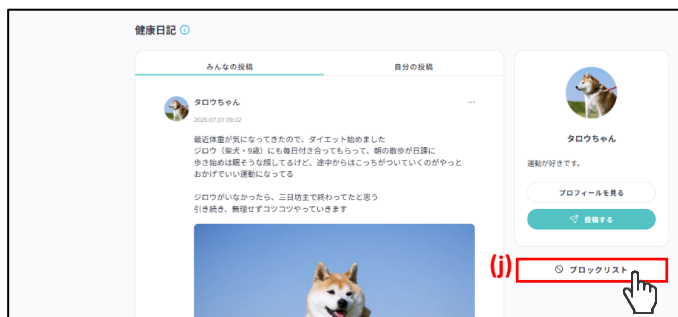 健康日記
みんなの投稿
自分の投稿
タロウちゃん
2025.07.07 09:32
最近体重が気になってきたので、ダイエット始めました
ジロウ（柴犬・9歳）にも毎日付き合ってもらって、朝の散歩が日課に
歩き始めは眠そうな顔してるけど、途中からはこっちがついていくのがやっと
おかげでいい運動になってる
ジロウがいなかったら、三日坊主で終わってたと思う
引き続き、無理せずコツコツやっていきます
タロウちゃん
運動が好きです。
プロフィールを見る
投稿する
(j)
ブロックリスト